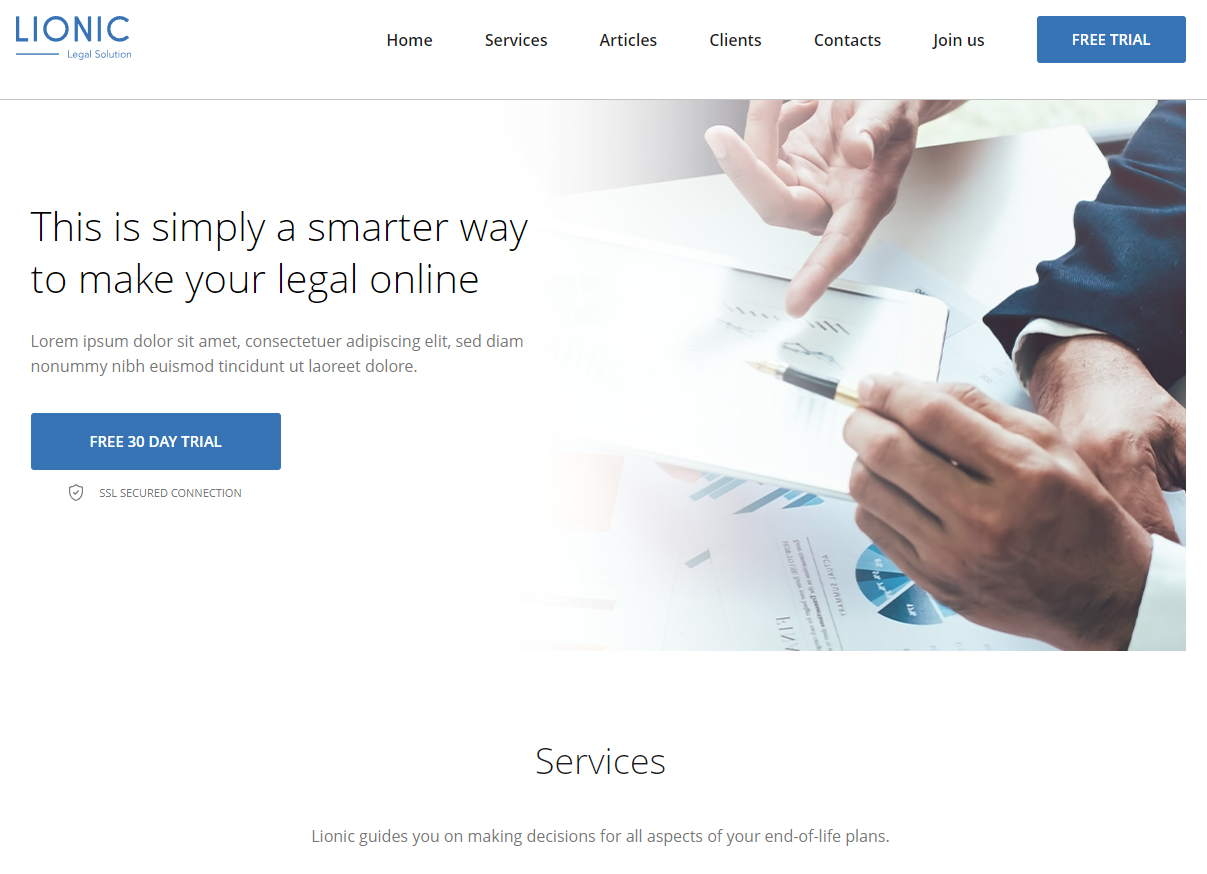 LIONIC
Legal Solution
Home Services Articles Clients Contacts Join us FREE TRIAL
This is simply a smarter way
to make your legal online
Lorem ipsum dolor sit amet, consectetuer adipiscing elit, sed diam
nonummy nibh euismod tincidunt ut laoreet dolore.
FREE 30 DAY TRIAL
SSL SECURED CONNECTION
Services
Lionic guides you on making decisions for all aspects of your end-of-life plans.